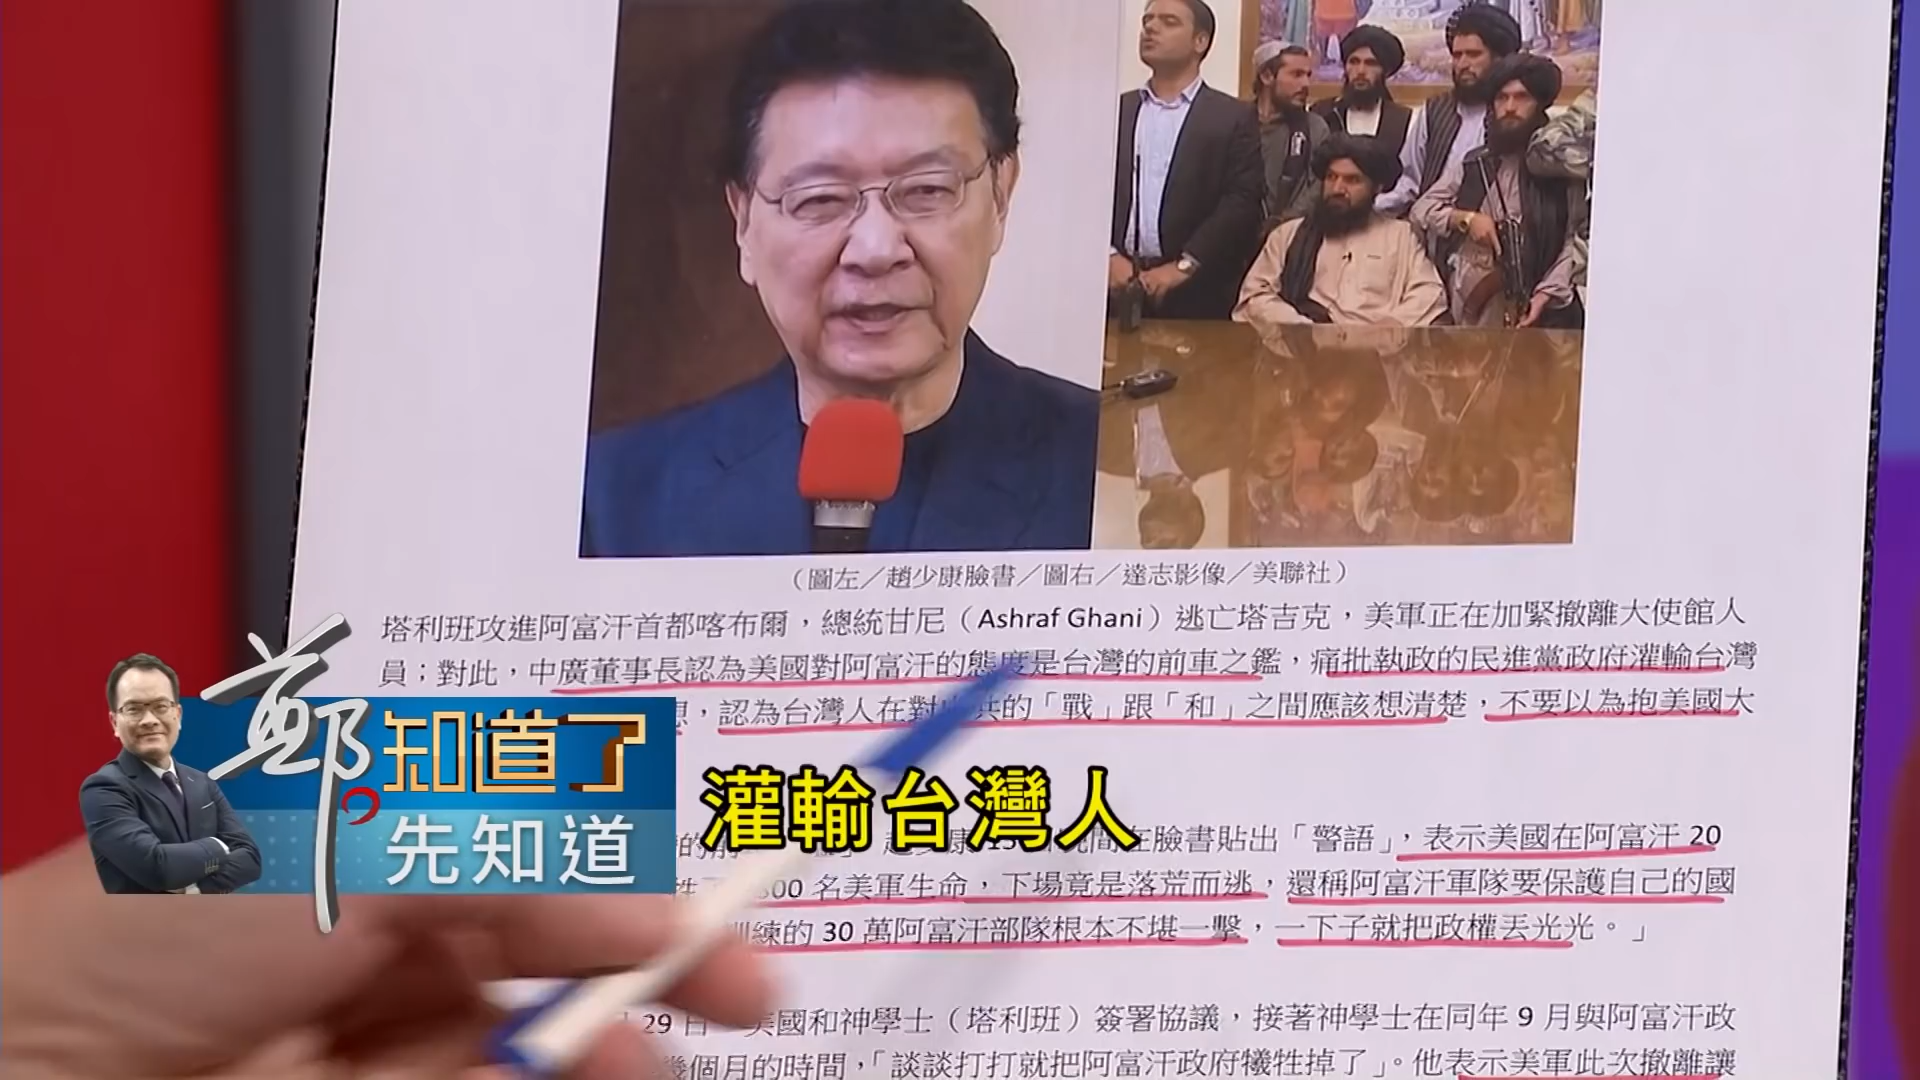 （圖左／趙少康臉書／圖右／達志影像／美聯社）
塔利班攻進阿富汗首都喀布爾，總統甘尼（Ashraf Ghani）逃亡塔吉克，美軍正在加緊撤離大使館人
員；對此，中廣董事長認為美國對阿富汗的態度是台灣的前車之鑑，痛批執政的民進黨政府灌輸台灣
，認為台灣人在對中共的「戰」跟「和」之間應該想清楚，不要以為抱美國大
鄭知道了
先知道
灌輸台灣人
在臉書貼出「警語」，表示美國在阿富汗 20
00 名美軍生命，下場竟是落荒而逃，還稱阿富汗軍隊要保護自己的國
訓練的 30 萬阿富汗部隊根本不堪一擊，一下子就把政權丟光光。」
29 日 美國和神學士（塔利班）簽署協議，接著神學士在同年 9 月與阿富汗政
幾個月的時間，「談談打打就把阿富汗政府犧牲掉了」。他表示美軍此次撤離讓